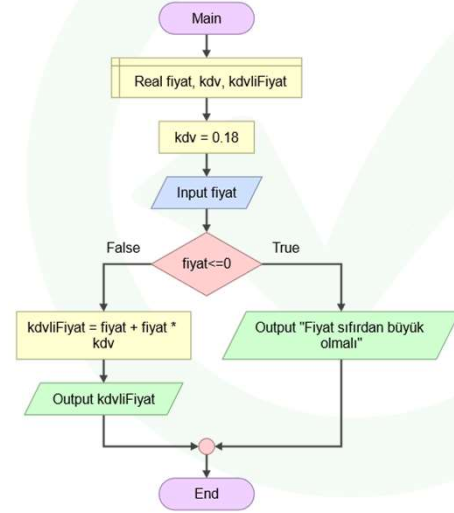 Main
Real fiyat, kdv, kdvliFiyat
kdv = 0.18
Input fiyat
False
True
fiyat<=0
kdvliFiyat = fiyat + fiyat *
kdv
Output "Fiyat sıfırdan büyük
olmalı"
Output kdvliFiyat
End